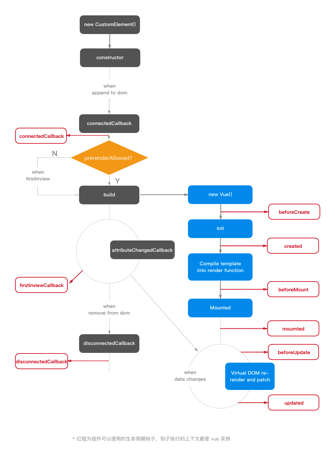 new CustomElement()
constructor
when
append to dom
connectedCallback
connectedCallback
prerenderAllowed?
N
when
firstInview
Y
build
new Vue()
beforeCreate
Init
attributeChangedCallback
created
Compile template
into render function
firstInviewCallback
beforeMount
when
remove from dom
Mounted
mounted
disconnectedCallback
beforeUpdate
disconnectedCallback
when
data changes
Virtual DOM re-
render and patch
updated
* 红框为组件可以使用的生命周期钩子，钩子执行的上下文都是 vue 实例